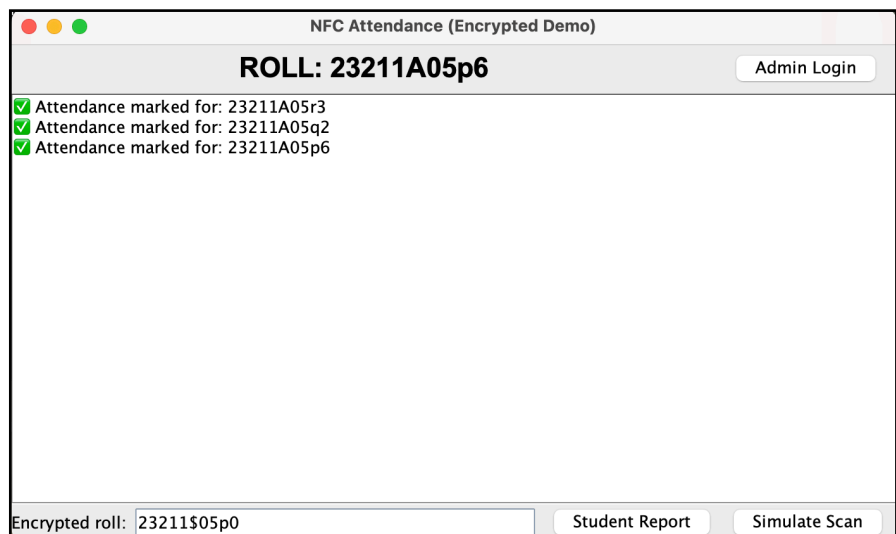 NFC Attendance (Encrypted Demo)
ROLL: 23211A05p6 Admin Login
✅ Attendance marked for: 23211A05r3
✅ Attendance marked for: 23211A05q2
✅ Attendance marked for: 23211A05p6
Encrypted roll: 23211$05p0 Student Report Simulate Scan